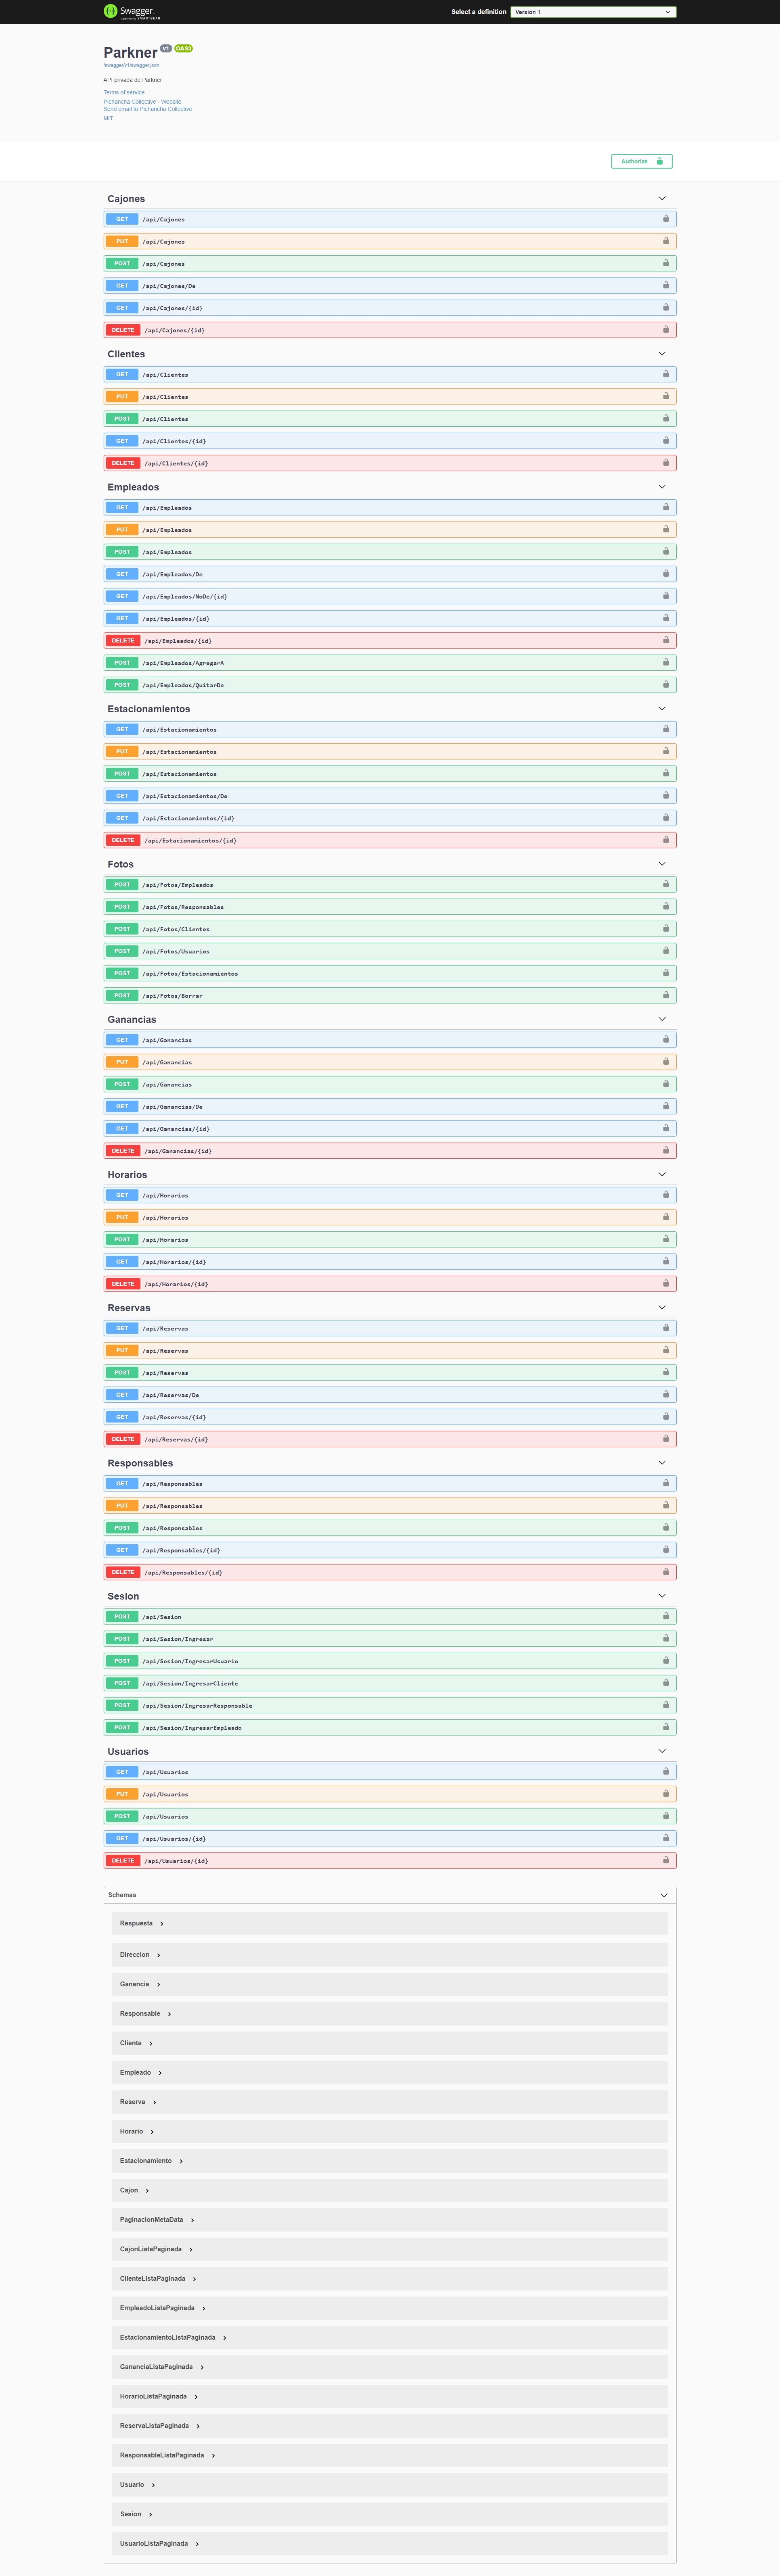 Swagger
Supported by SMARTBEAR
Select a definition
Versión 1
Parkner v1 OAS3
/swagger/v1/swagger.json
API privada de Parkner
Terms of service
Pichancha Collective - Website
Send email to Pichancha Collective
MIT
Authorize
Cajones
GET /api/Cajones
PUT /api/Cajones
POST /api/Cajones
GET /api/Cajones/De
GET /api/Cajones/{id}
DELETE /api/Cajones/{id}
Clientes
GET /api/Clientes
PUT /api/Clientes
POST /api/Clientes
GET /api/Clientes/{id}
DELETE /api/Clientes/{id}
Empleados
GET /api/Empleados
PUT /api/Empleados
POST /api/Empleados
GET /api/Empleados/De
GET /api/Empleados/NoDe/{id}
GET /api/Empleados/{id}
DELETE /api/Empleados/{id}
POST /api/Empleados/AgregarA
POST /api/Empleados/QuitarDe
Estacionamientos
GET /api/Estacionamientos
PUT /api/Estacionamientos
POST /api/Estacionamientos
GET /api/Estacionamientos/De
GET /api/Estacionamientos/{id}
DELETE /api/Estacionamientos/{id}
Fotos
POST /api/Fotos/Empleados
POST /api/Fotos/Responsables
POST /api/Fotos/Clientes
POST /api/Fotos/Usuarios
POST /api/Fotos/Estacionamientos
POST /api/Fotos/Borrar
Ganancias
GET /api/Ganancias
PUT /api/Ganancias
POST /api/Ganancias
GET /api/Ganancias/De
GET /api/Ganancias/{id}
DELETE /api/Ganancias/{id}
Horarios
GET /api/Horarios
PUT /api/Horarios
POST /api/Horarios
GET /api/Horarios/{id}
DELETE /api/Horarios/{id}
Reservas
GET /api/Reservas
PUT /api/Reservas
POST /api/Reservas
GET /api/Reservas/De
GET /api/Reservas/{id}
DELETE /api/Reservas/{id}
Responsables
GET /api/Responsables
PUT /api/Responsables
POST /api/Responsables
GET /api/Responsables/{id}
DELETE /api/Responsables/{id}
Sesion
POST /api/Sesion
POST /api/Sesion/Ingresar
POST /api/Sesion/IngresarUsuario
POST /api/Sesion/IngresarCliente
POST /api/Sesion/IngresarResponsable
POST /api/Sesion/IngresarEmpleado
Usuarios
GET /api/Usuarios
PUT /api/Usuarios
POST /api/Usuarios
GET /api/Usuarios/{id}
DELETE /api/Usuarios/{id}
Schemas
Respuesta
Direccion
Ganancia
Responsable
Cliente
Empleado
Reserva
Horario
Estacionamiento
Cajon
PaginacionMetaData
CajonListaPaginada
ClienteListaPaginada
EmpleadoListaPaginada
EstacionamientoListaPaginada
GananciaListaPaginada
HorarioListaPaginada
ReservaListaPaginada
ResponsableListaPaginada
Usuario
Sesion
UsuarioListaPaginada